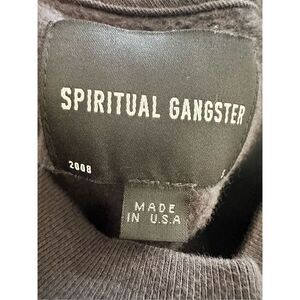 SPIRITUAL GANGSTER
2008
MADE
IN U.S.A